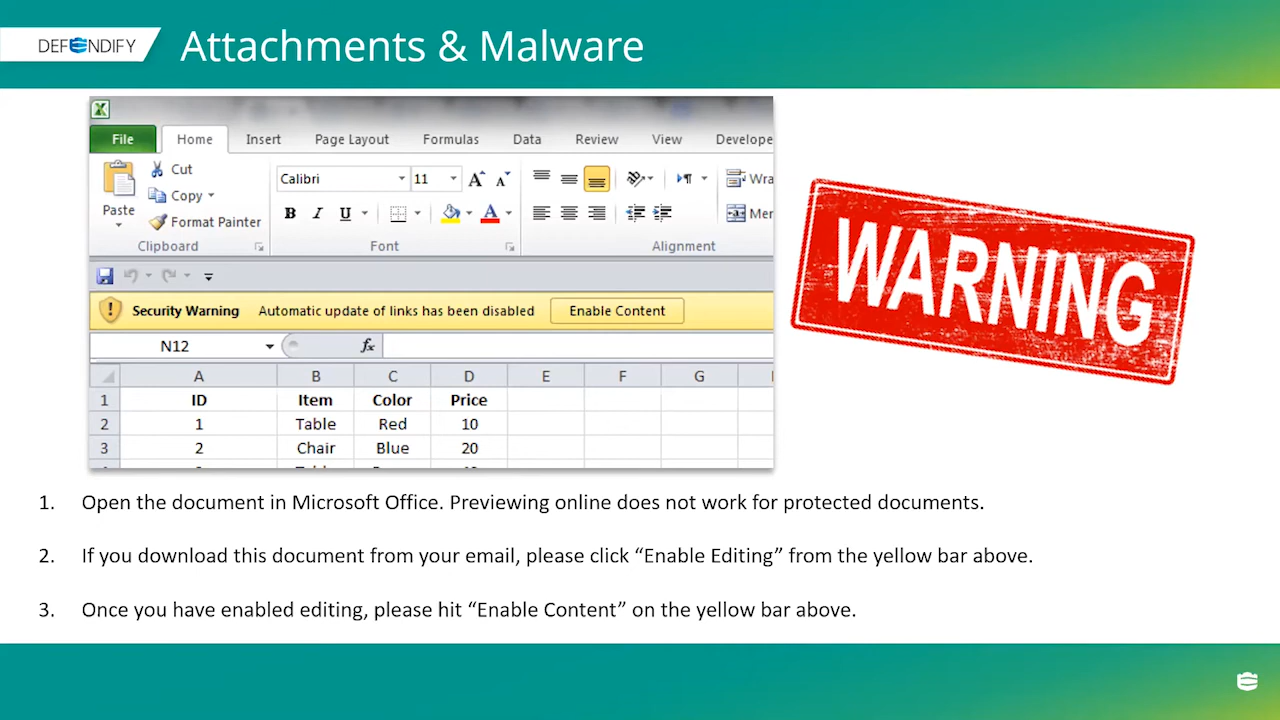 DEFENDIFY
Attachments & Malware
File Home Insert Page Layout Formulas Data Review View Develope
Cut
Calibri 11 A A
Wra
Copy
Paste
B I U A
Mer
Format Painter
Clipboard Font Alignment
Security Warning Automatic update of links has been disabled Enable Content
N12 fx
A B C D E F G
1 ID Item Color Price
2 1 Table Red 10
3 2 Chair Blue 20
WARNING
1. Open the document in Microsoft Office. Previewing online does not work for protected documents.
2. If you download this document from your email, please click “Enable Editing” from the yellow bar above.
3. Once you have enabled editing, please hit “Enable Content” on the yellow bar above.